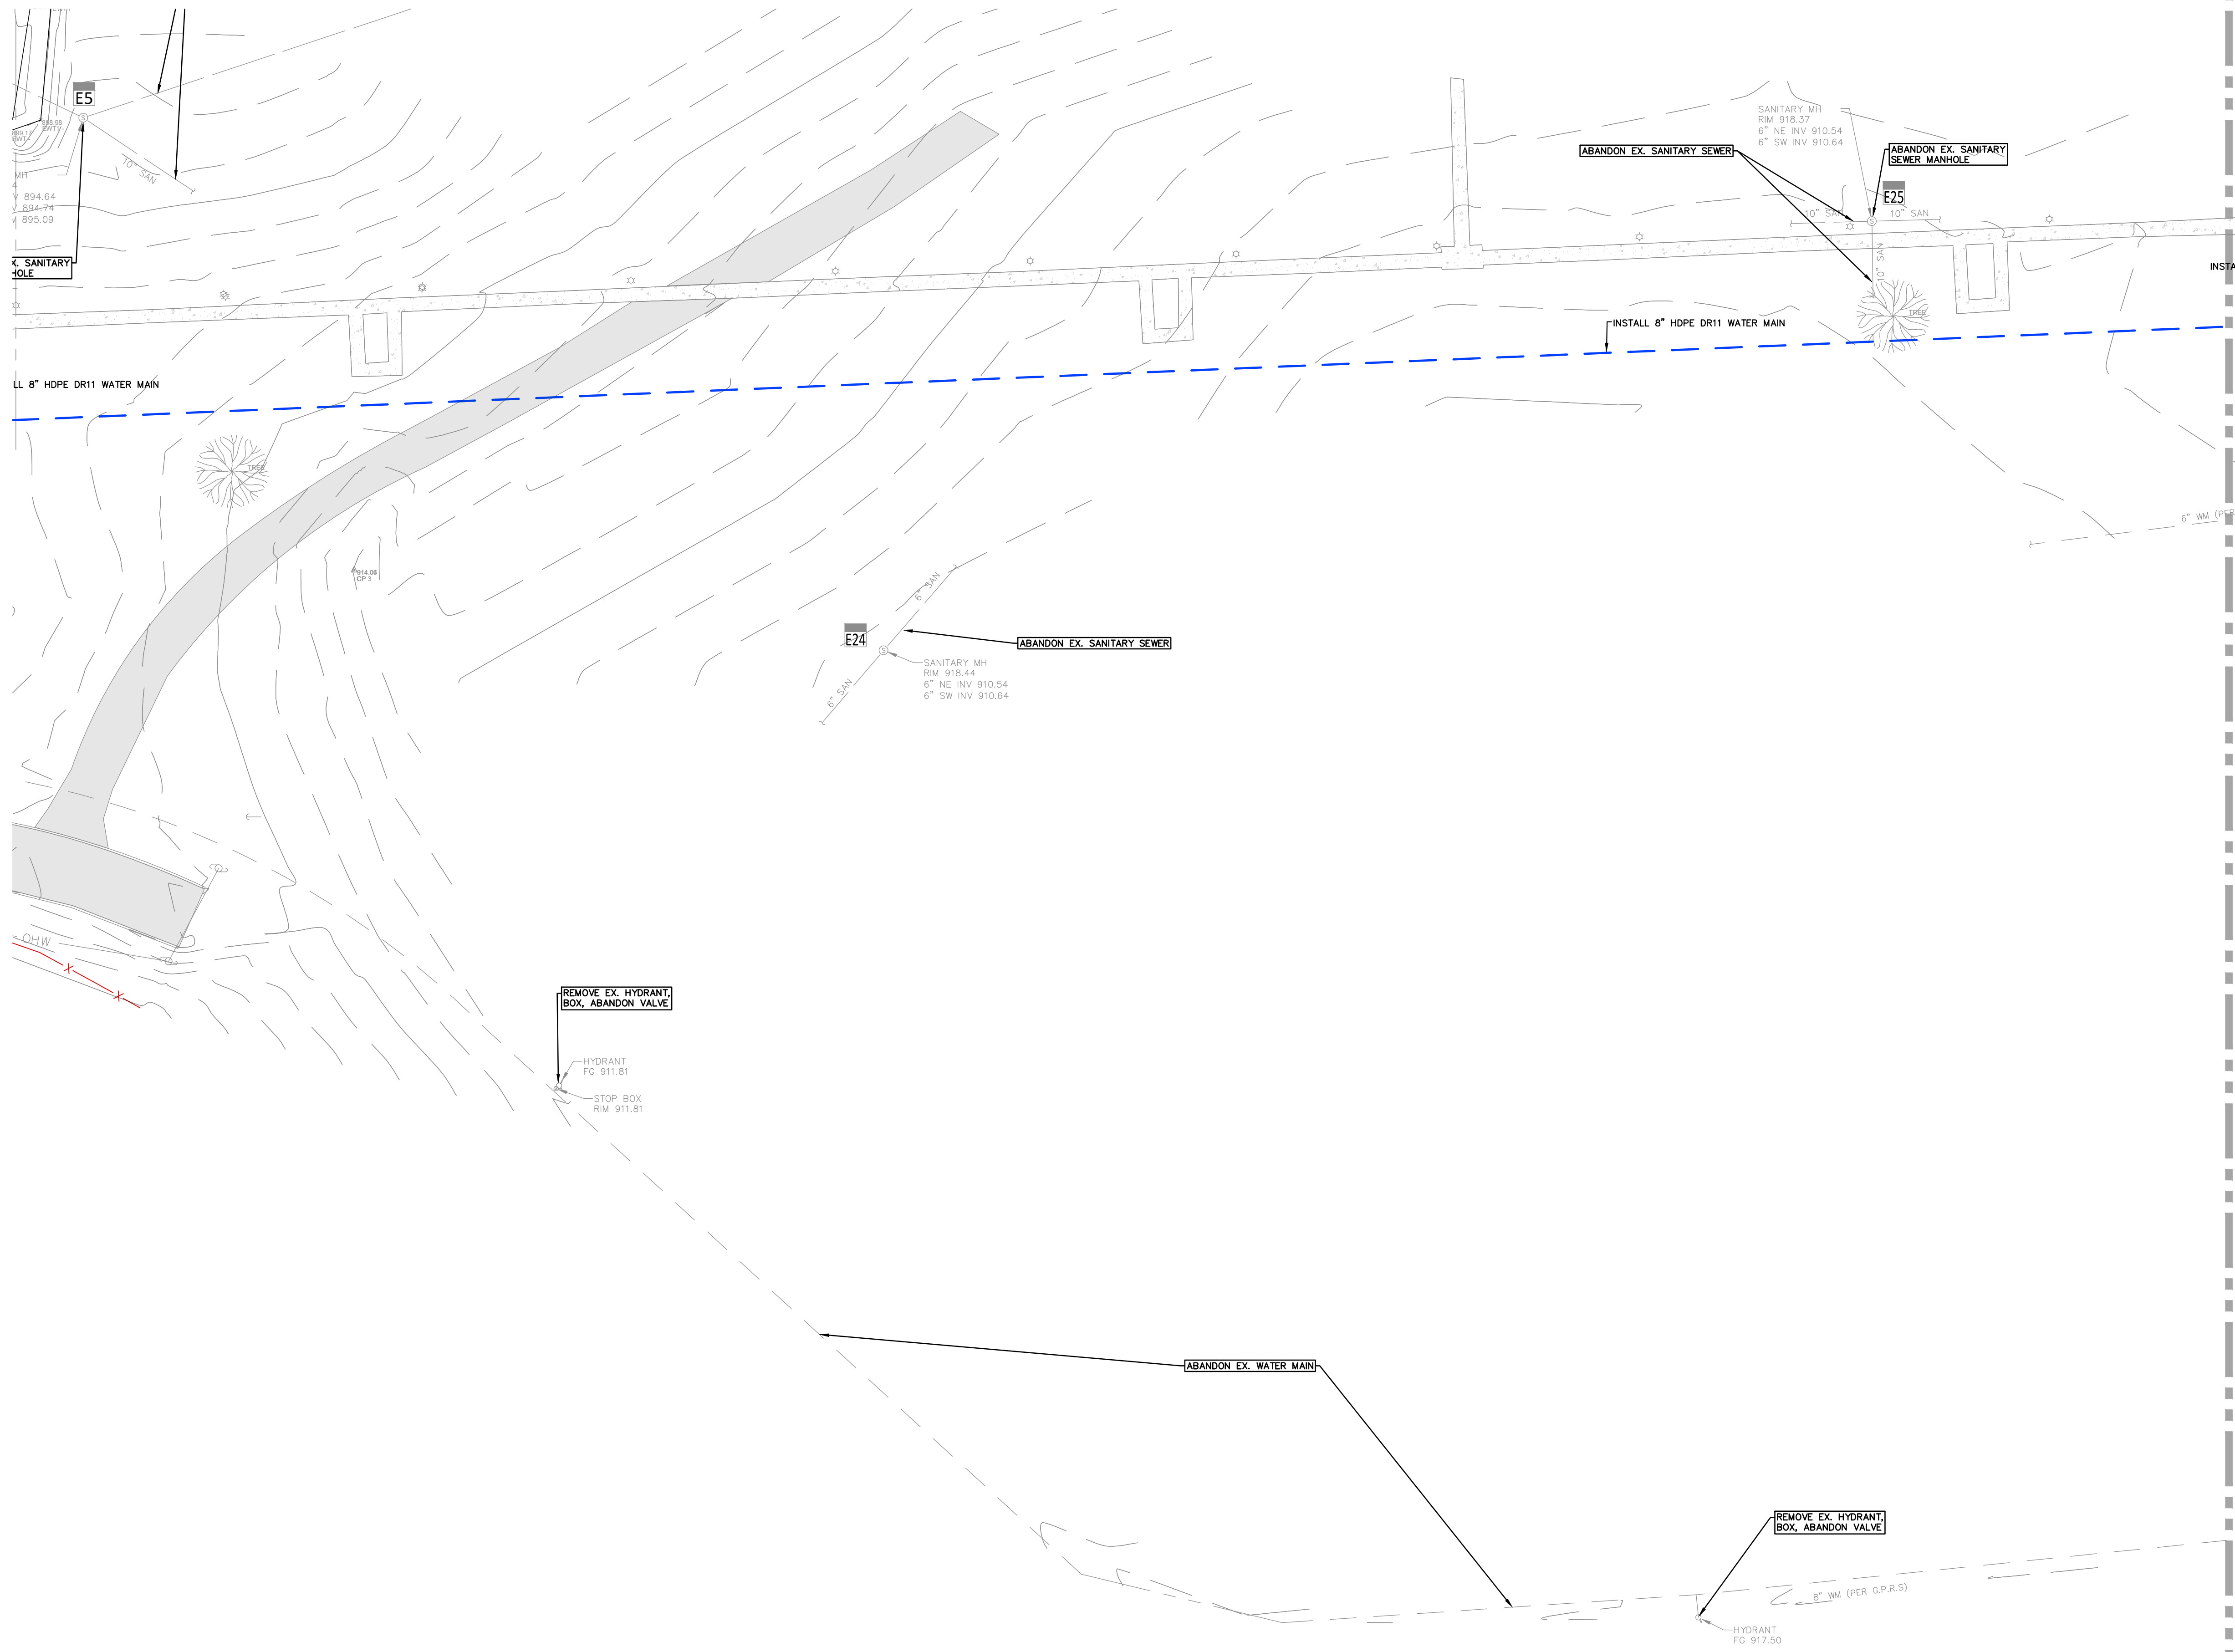 E5
898.98
EWTV
10" SAN
MH
894.64
894.74
895.09
X. SANITARY
HOLE
LL 8" HDPE DR11 WATER MAIN
TREE
914.06
CP 3
OHW
SANITARY MH
RIM 918.37
6" NE INV 910.54
6" SW INV 910.64
ABANDON EX. SANITARY SEWER
ABANDON EX. SANITARY
SEWER MANHOLE
E25
10" SAN
10" SAN
10" SAN
TREE
INSTA
INSTALL 8" HDPE DR11 WATER MAIN
6" WM (PER
6" SAN
E24
ABANDON EX. SANITARY SEWER
SANITARY MH
RIM 918.44
6" NE INV 910.54
6" SW INV 910.64
6" SAN
REMOVE EX. HYDRANT,
BOX, ABANDON VALVE
HYDRANT
FG 911.81
STOP BOX
RIM 911.81
ABANDON EX. WATER MAIN
REMOVE EX. HYDRANT,
BOX, ABANDON VALVE
8" WM (PER G.P.R.S)
HYDRANT
FG 917.50